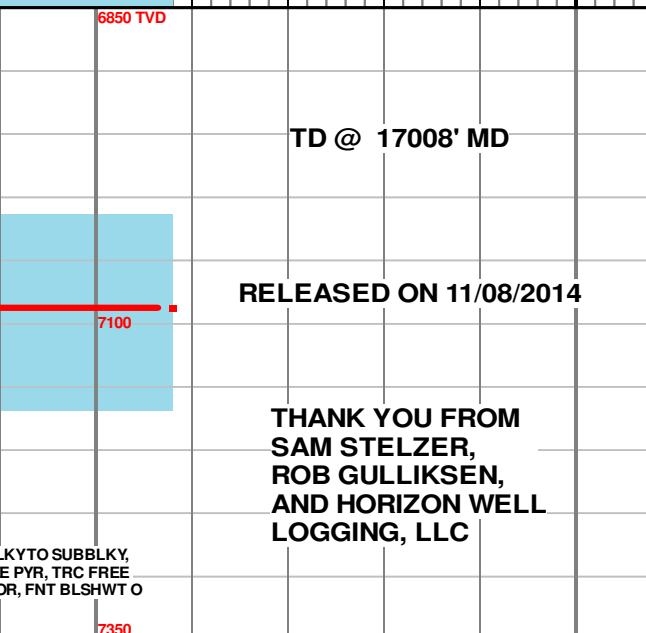 6850 TVD
TD @ 17008' MD
RELEASED ON 11/08/2014
7100
THANK YOU FROM
SAM STELZER,
ROB GULLIKSEN,
AND HORIZON WELL
LOGGING, LLC
LKYTO SUBBLKY,
E PYR, TRC FREE
OR, FNT BLSHWT O
7350